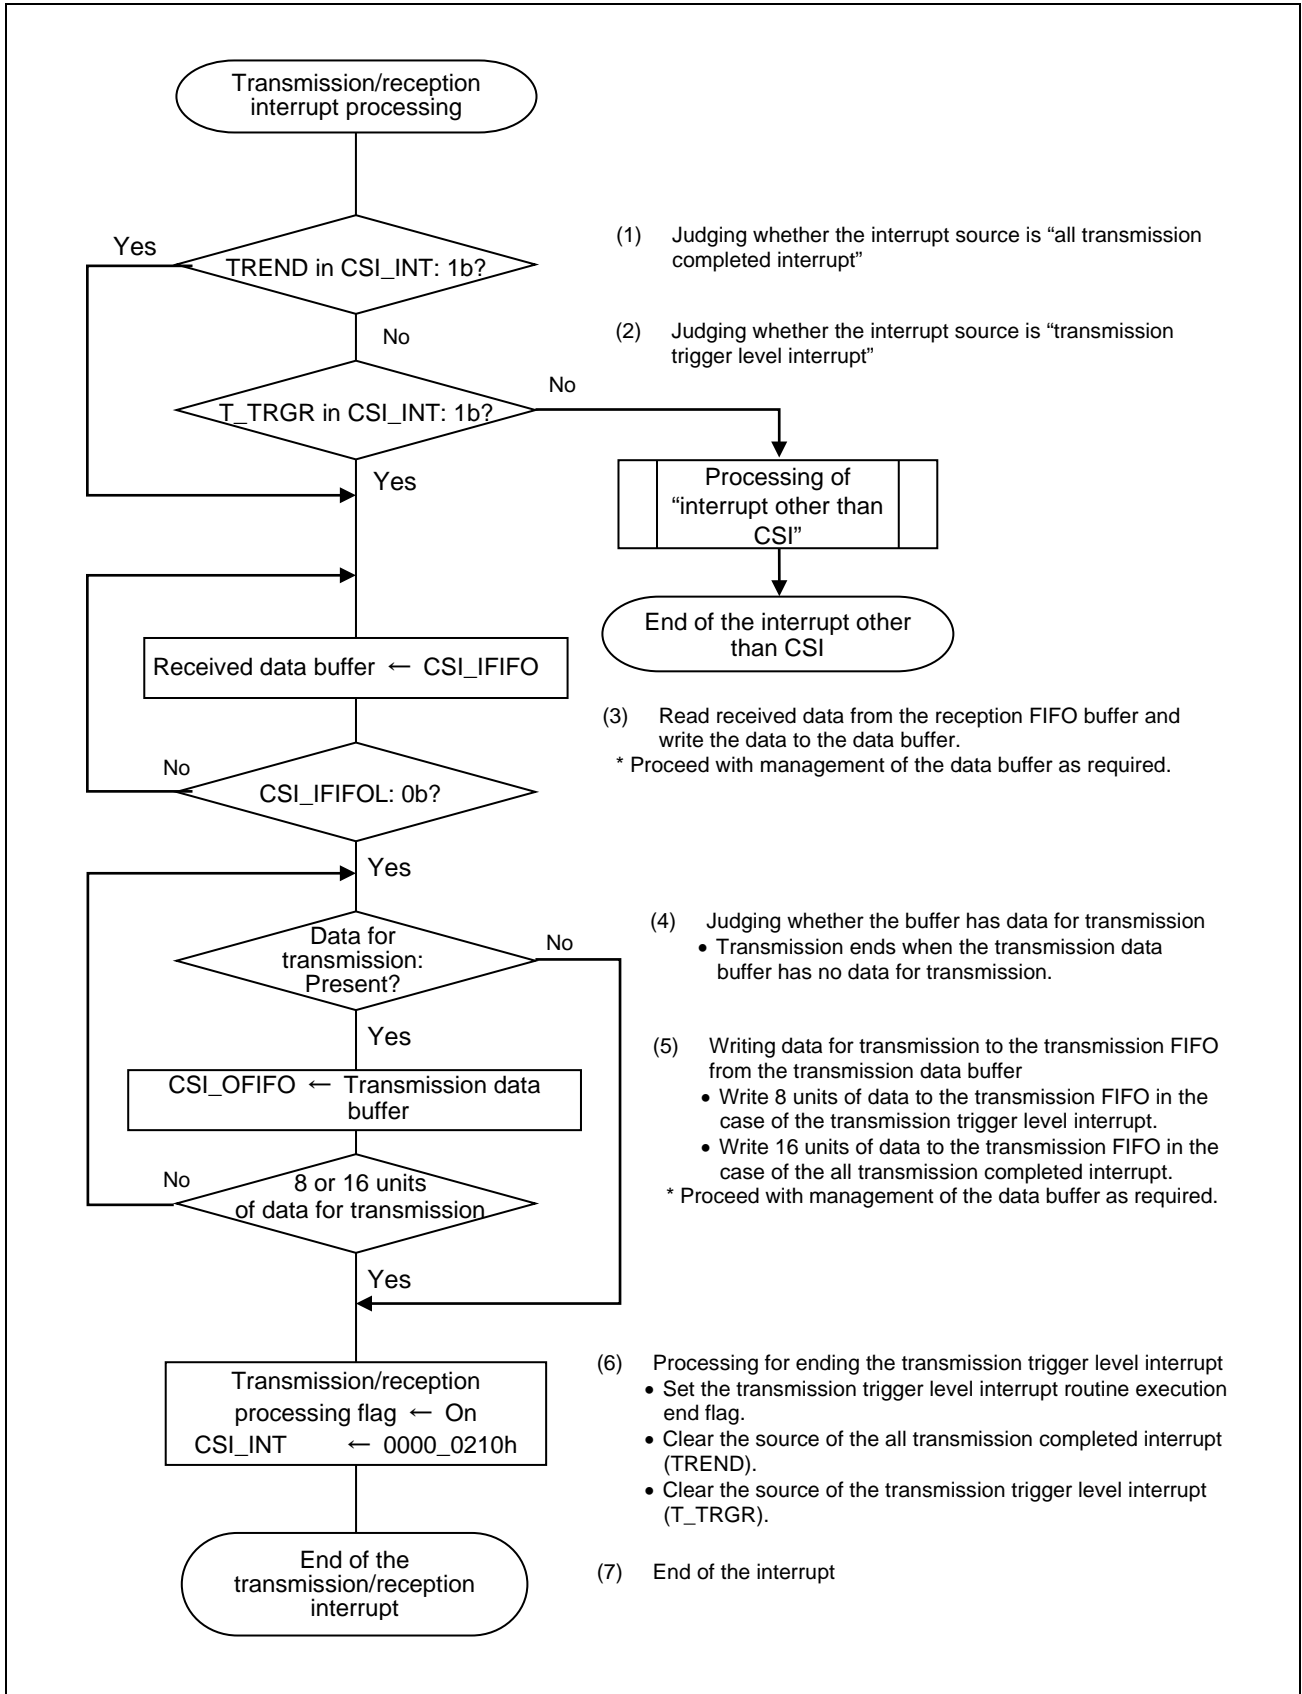 Transmission/reception
interrupt processing
Yes
TREND in CSI_INT: 1b?
(1) Judging whether the interrupt source is “all transmission
completed interrupt”
No
(2) Judging whether the interrupt source is “transmission
trigger level interrupt”
T_TRGR in CSI_INT: 1b?
No
Yes
Processing of
“interrupt other than
CSI”
End of the interrupt other
than CSI
Received data buffer ← CSI_IFIFO
(3) Read received data from the reception FIFO buffer and
write the data to the data buffer.
* Proceed with management of the data buffer as required.
No
CSI_IFIFOL: 0b?
Yes
Data for
transmission:
Present?
No
(4) Judging whether the buffer has data for transmission
• Transmission ends when the transmission data
buffer has no data for transmission.
Yes
CSI_OFIFO ← Transmission data
buffer
(5) Writing data for transmission to the transmission FIFO
from the transmission data buffer
• Write 8 units of data to the transmission FIFO in the
case of the transmission trigger level interrupt.
• Write 16 units of data to the transmission FIFO in the
case of the all transmission completed interrupt.
* Proceed with management of the data buffer as required.
No
8 or 16 units
of data for transmission
Yes
Transmission/reception
processing flag ← On
CSI_INT ← 0000_0210h
(6) Processing for ending the transmission trigger level interrupt
• Set the transmission trigger level interrupt routine execution
end flag.
• Clear the source of the all transmission completed interrupt
(TREND).
• Clear the source of the transmission trigger level interrupt
(T_TRGR).
End of the
transmission/reception
interrupt
(7) End of the interrupt